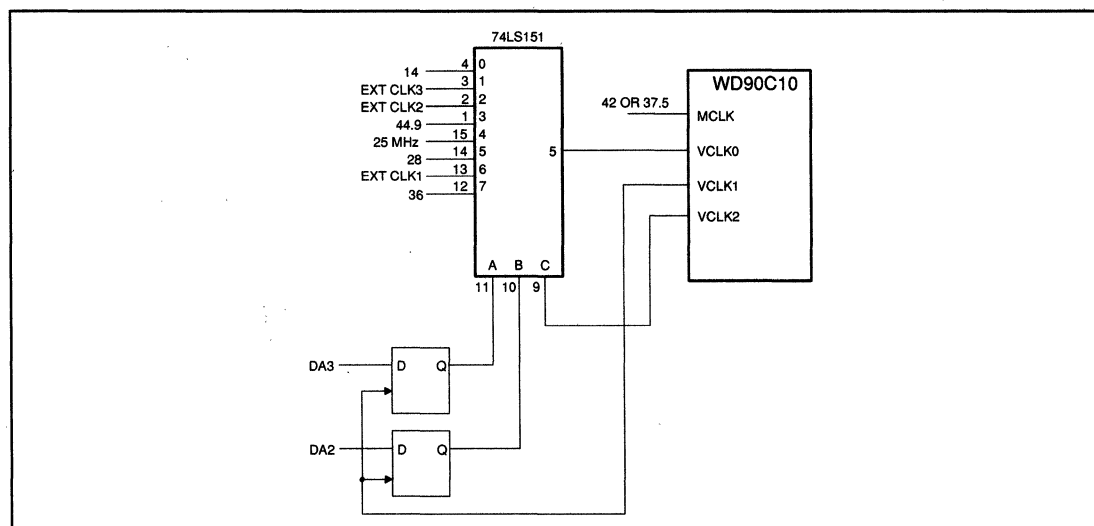 74LS151
14 4 0
EXT CLK3 3 1
EXT CLK2 2 2
44.9 1 3
25 MHz 15 4
28 14 5
EXT CLK1 13 6
36 12 7
5
A B C
11 10 9
WD90C10
42 OR 37.5 MCLK
VCLK0
VCLK1
VCLK2
DA3 D Q
DA2 D Q